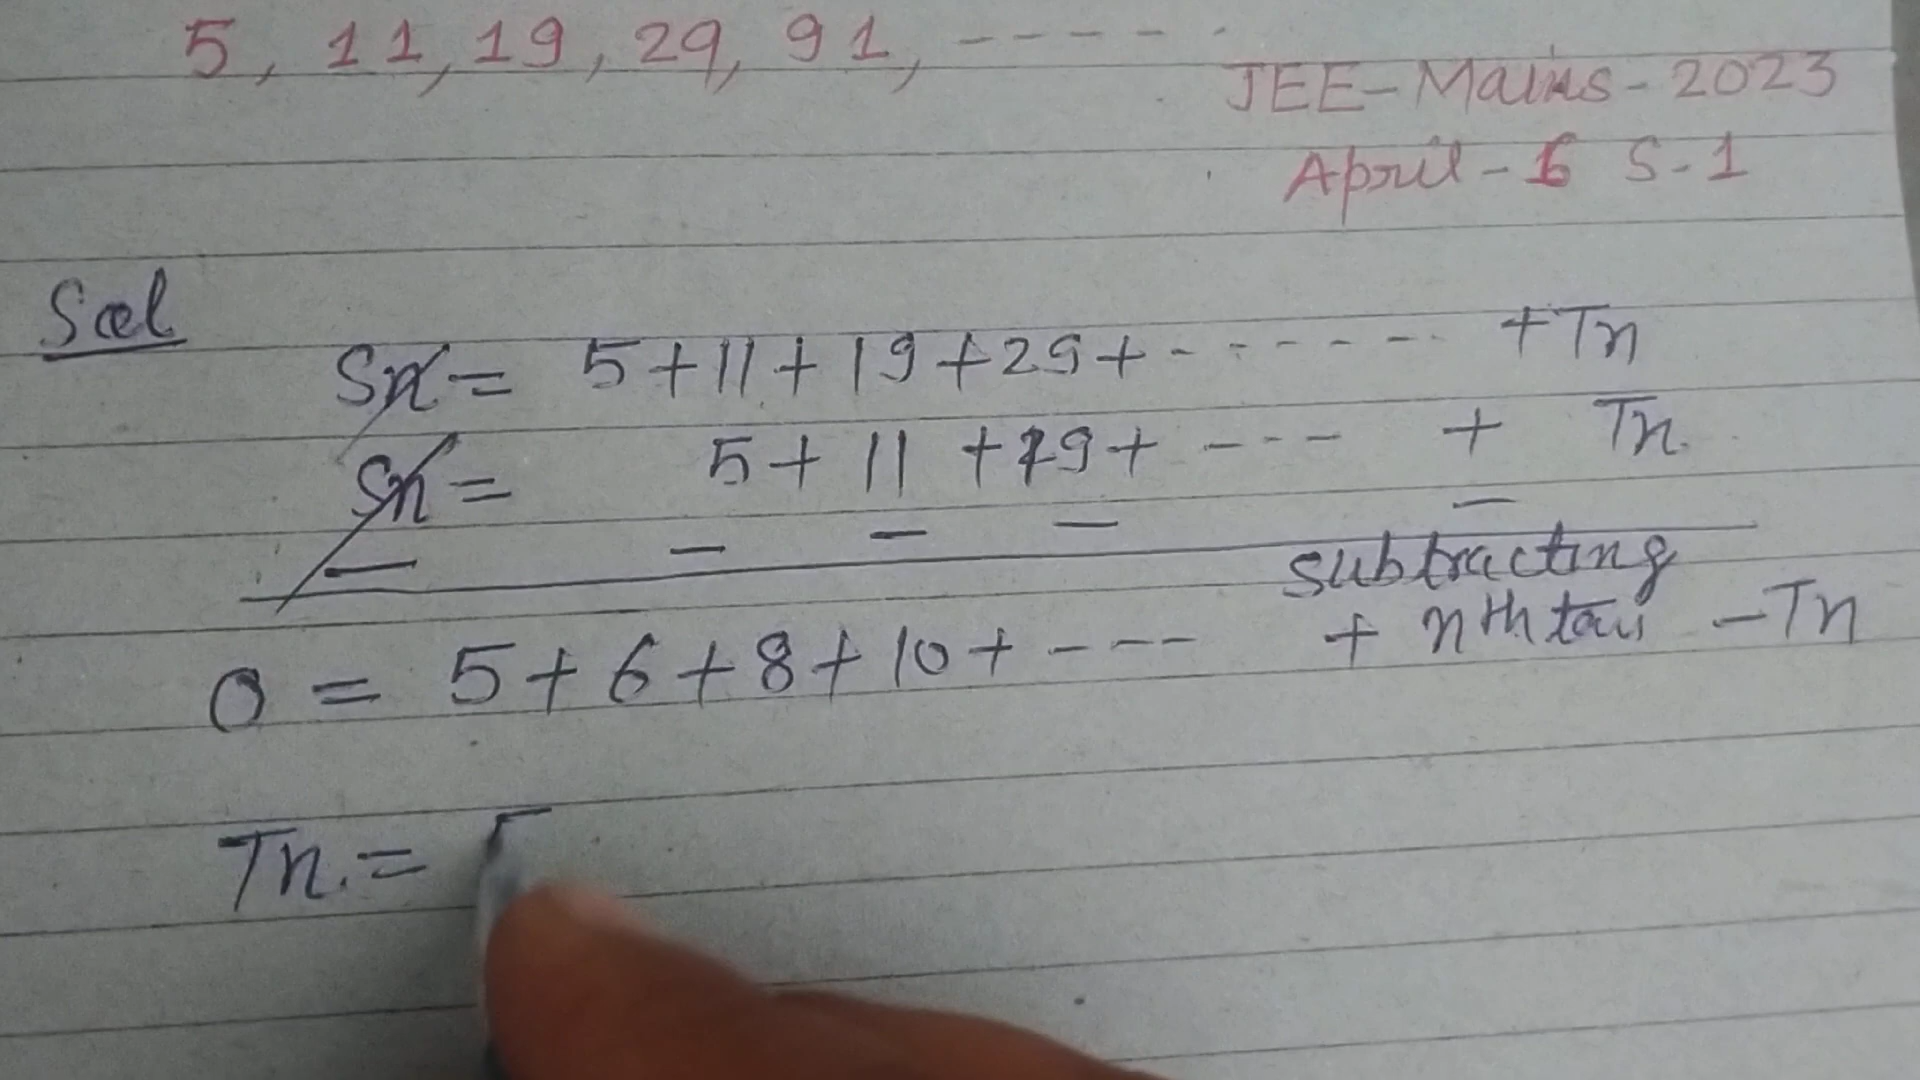 5, 11, 19, 29, 91, -----
JEE-Mains-2023
April-6 S-1
Sol
Sn = 5+11+19+29+------ +Tn
Sn = 5+11+19+--- + Tn
— — — — —
subtracting
0 = 5+6+8+10+---- + nth -Tn
Tn =